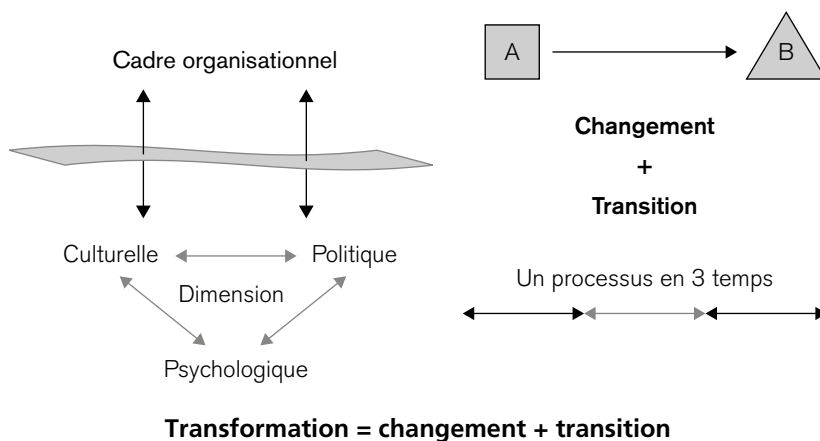 Cadre organisationnel
Culturelle
Politique
Dimension
Psychologique
A
B
Changement
+
Transition
Un processus en 3 temps
Transformation = changement + transition